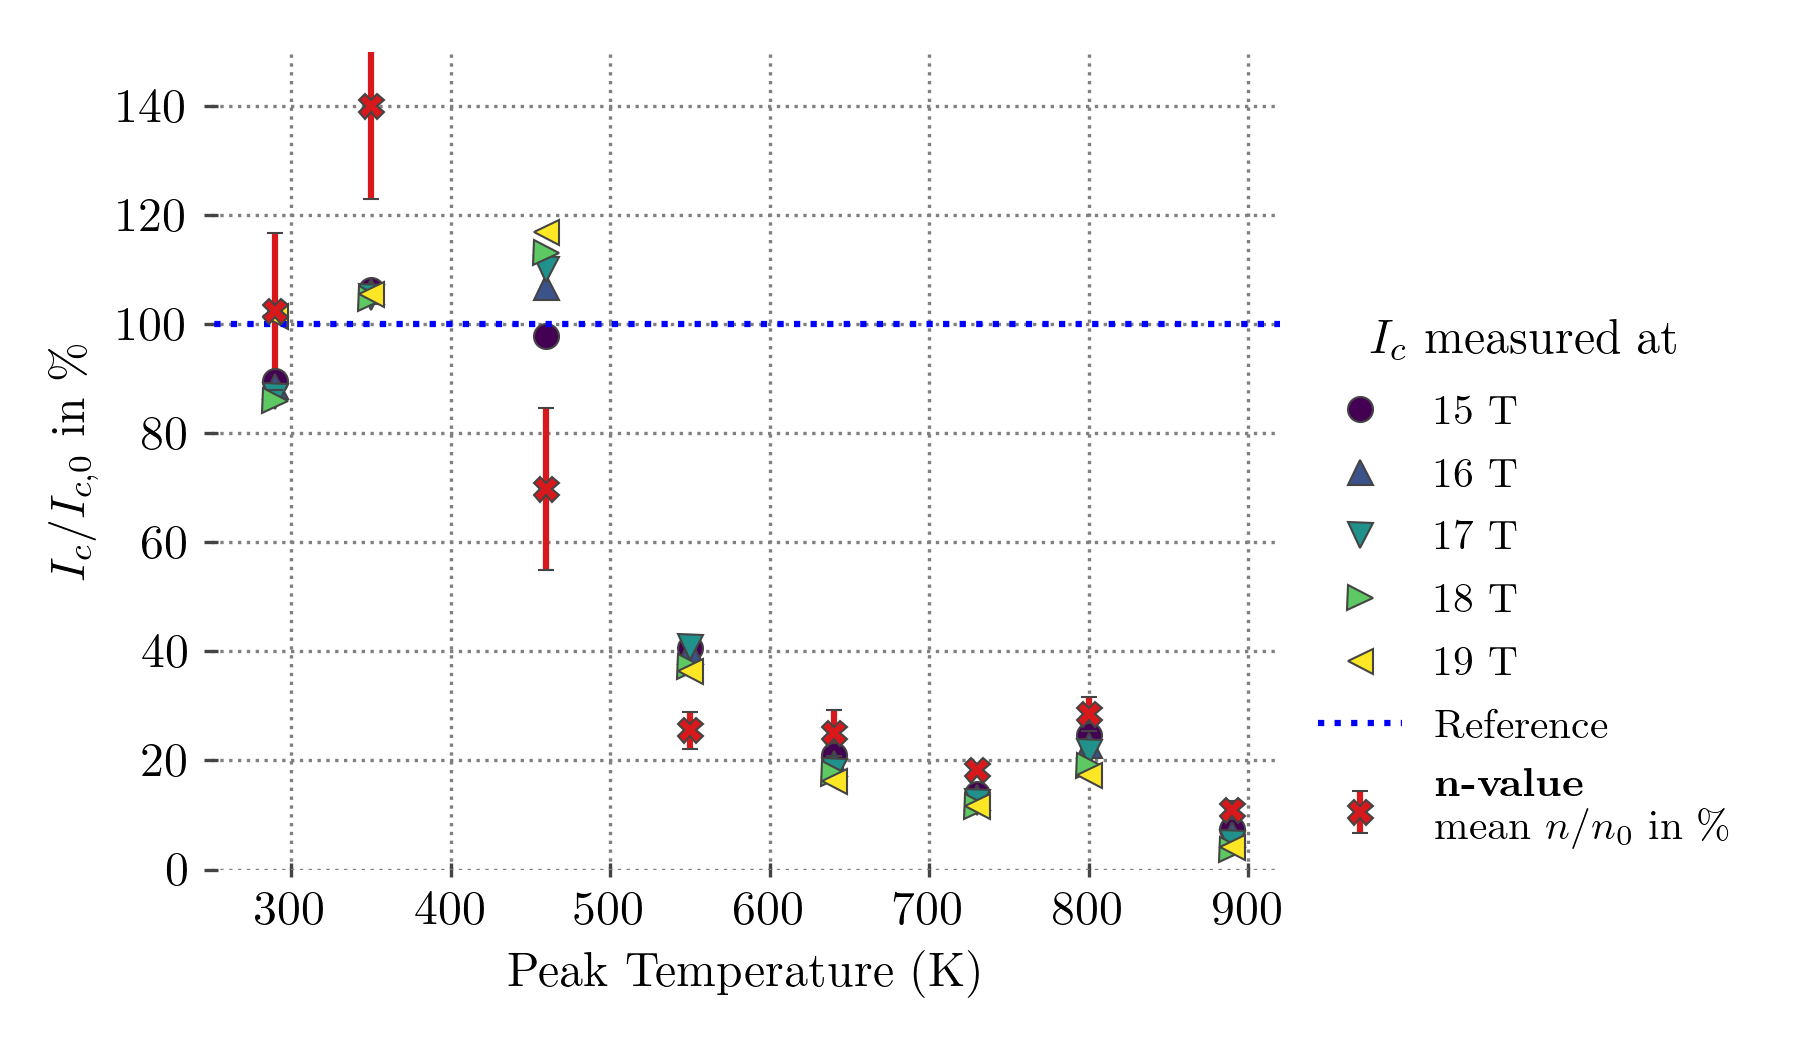 140
120
100
80
60
40
20
0
300 400 500 600 700 800 900
Peak Temperature (K)
I_c/I_{c,0} in %
I_c measured at
15 T
16 T
17 T
18 T
19 T
Reference
n-value
mean n/n_0 in %